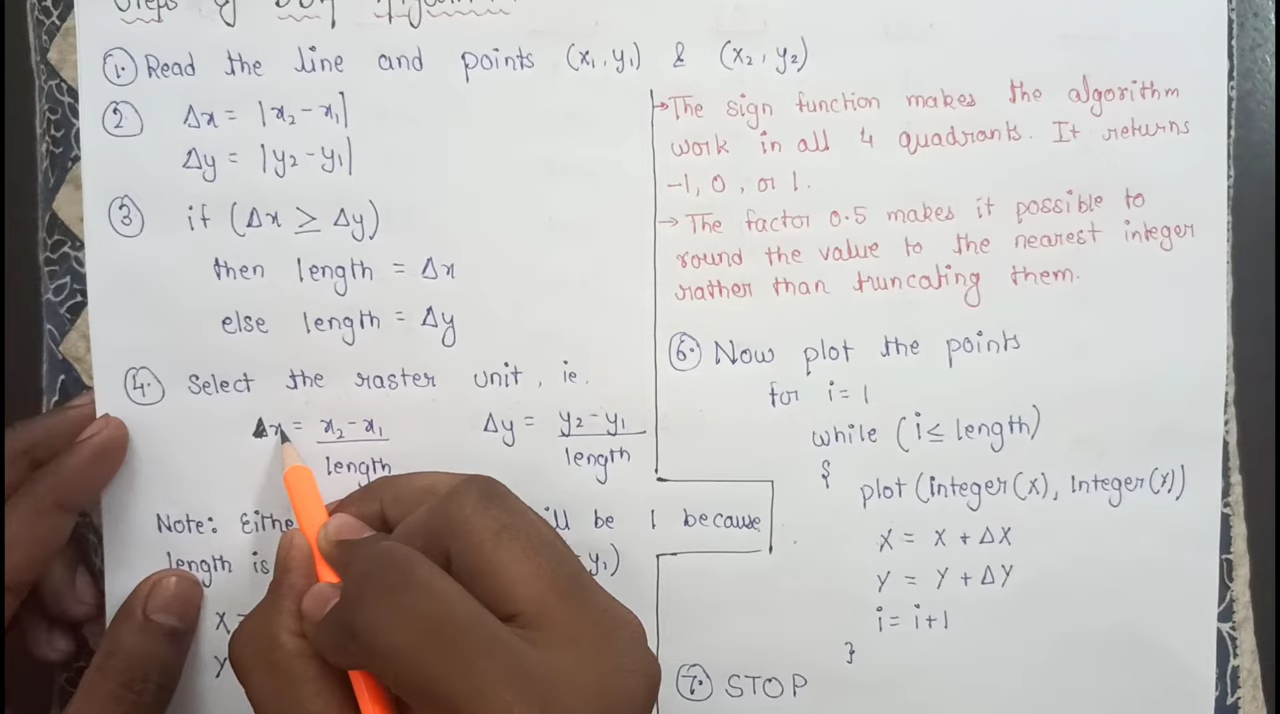 Steps of DDA
① Read the line and points (x₁, y₁) & (x₂, y₂)
② Δx = |x₂ - x₁|
Δy = |y₂ - y₁|
③ if (Δx ≥ Δy)
then length = Δx
else length = Δy
④ Select the raster unit, ie.
Δx = x₂ - x₁ / length Δy = y₂ - y₁ / length
Note: ill be 1 because
length is y₁)
X =
Y
→ The sign function makes the algorithm
work in all 4 quadrants. It returns
-1, 0, or 1.
→ The factor 0.5 makes it possible to
round the value to the nearest integer
rather than truncating them.
⑥ Now plot the points
for i = 1
while (i ≤ length)
{
plot (integer(x), Integer(Y))
X = X + ΔX
Y = Y + ΔY
i = i+1
}
⑦ STOP